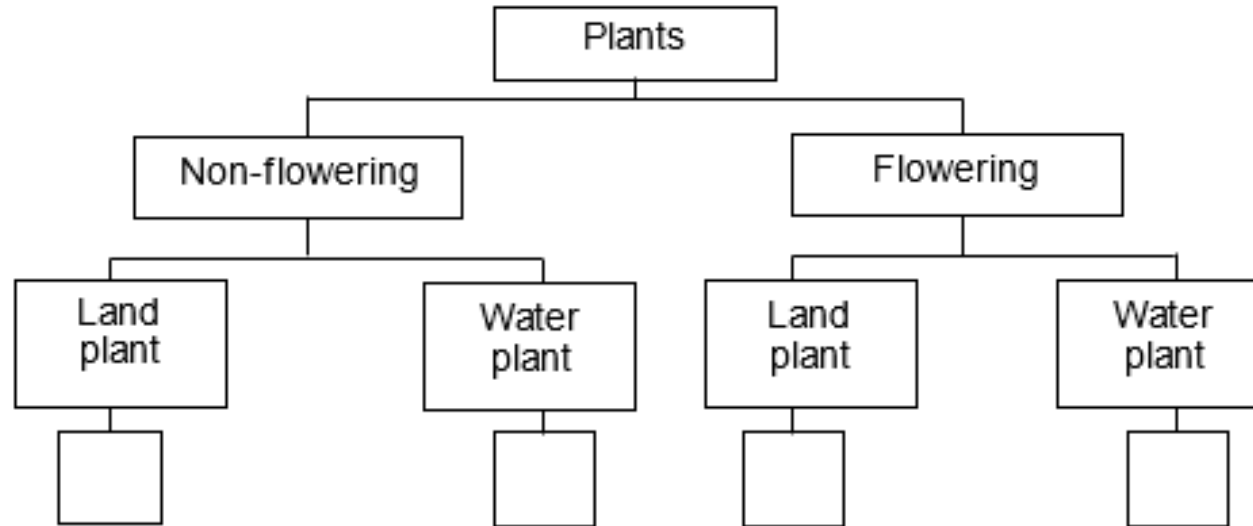 Plants
Non-flowering
Flowering
Land
plant
Water
plant
Land
plant
Water
plant